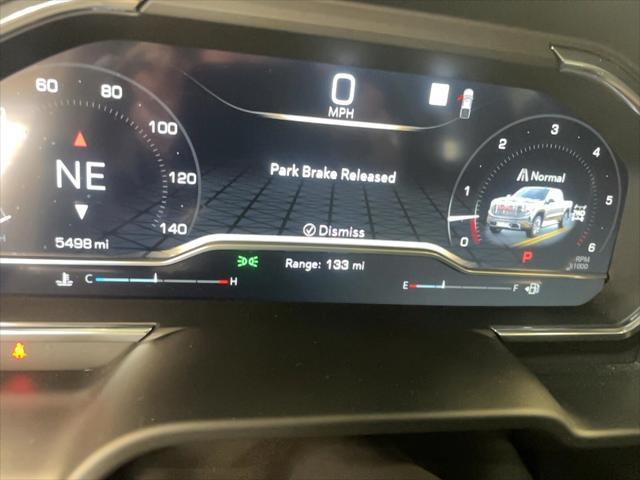 0
MPH
60
80
100
120
140
NE
5498 mi
Park Brake Released
Dismiss
0
1
2
3
4
5
6
Normal
P
RPM
x1000
C
H
Range: 133 mi
E
F